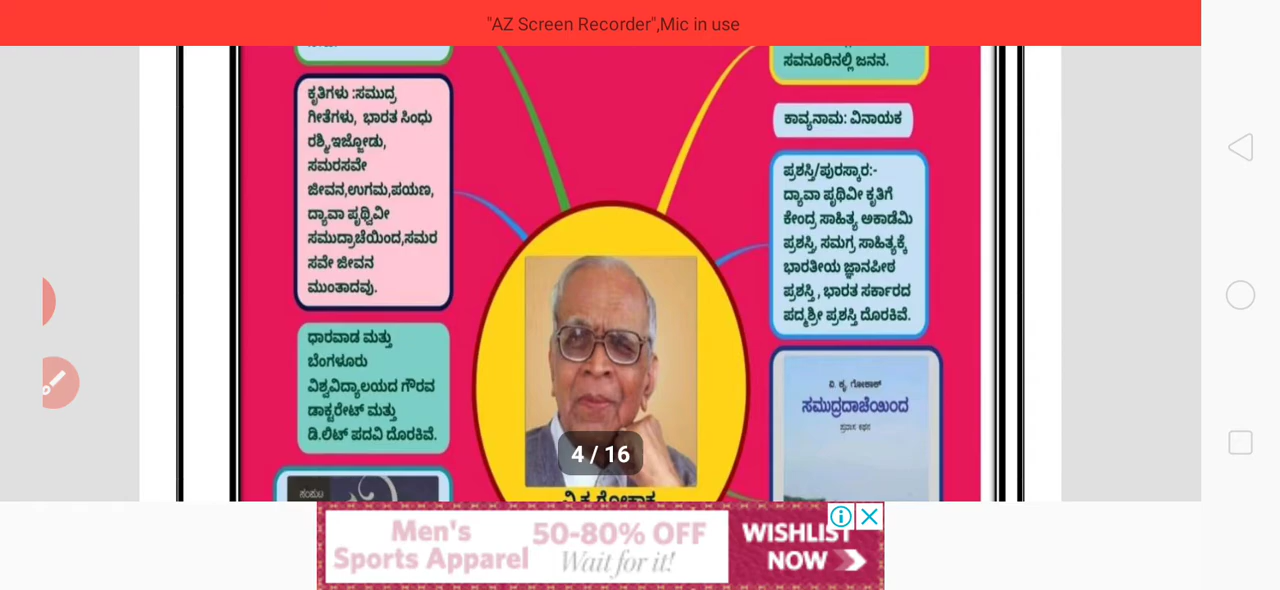 "AZ Screen Recorder",Mic in use
ಕೃತಿಗಳು :ಸಮುದ್ರ
ಗೀತೆಗಳು, ಭಾರತ ಸಿಂಧು
ರಶ್ಮಿ,ಇಜ್ಜೋಡು,
ಸಮರಸವೇ
ಜೀವನ,ಉಗಮ,ಪಯಣ,
ದ್ಯಾವಾ ಪೃಥ್ವಿವೀ
ಸಮುದ್ರಾಚೆಯಿಂದ,ಸಮರ
ಸವೇ ಜೀವನ
ಮುಂತಾದವು.
ಧಾರವಾಡ ಮತ್ತು
ಬೆಂಗಳೂರು
ವಿಶ್ವವಿದ್ಯಾಲಯದ ಗೌರವ
ಡಾಕ್ಟರೇಟ್ ಮತ್ತು
ಡಿ.ಲಿಟ್ ಪದವಿ ದೊರಕಿವೆ.
ಸವನೂರಿನಲ್ಲಿ ಜನನ.
ಕಾವ್ಯನಾಮ: ವಿನಾಯಕ
ಪ್ರಶಸ್ತಿ/ಪುರಸ್ಕಾರ:-
ದ್ಯಾವಾ ಪೃಥಿವೀ ಕೃತಿಗೆ
ಕೇಂದ್ರ ಸಾಹಿತ್ಯ ಅಕಾಡೆಮಿ
ಪ್ರಶಸ್ತಿ, ಸಮಗ್ರ ಸಾಹಿತ್ಯಕ್ಕೆ
ಭಾರತೀಯ ಜ್ಞಾನಪೀಠ
ಪ್ರಶಸ್ತಿ , ಭಾರತ ಸರ್ಕಾರದ
ಪದ್ಮಶ್ರೀ ಪ್ರಶಸ್ತಿ ದೊರಕಿವೆ.
ವಿ. ಕೃ. ಗೋಕಾಕ್
ಸಮುದ್ರದಾಚೆಯಿಂದ
ಪ್ರವಾಸ ಕಥನ
4 / 16
Men's
Sports Apparel
50-80% OFF
Wait for it!
WISHLIST
NOW